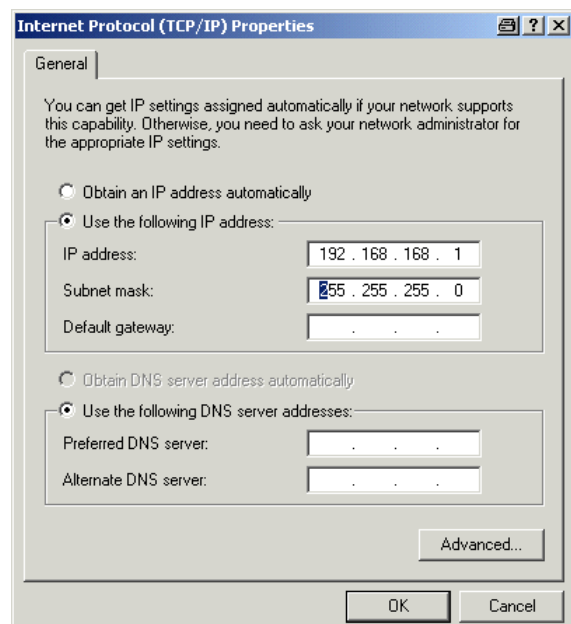 Internet Protocol (TCP/IP) Properties
General
You can get IP settings assigned automatically if your network supports
this capability. Otherwise, you need to ask your network administrator for
the appropriate IP settings.
Obtain an IP address automatically
Use the following IP address:
IP address: 192 . 168 . 168 . 1
Subnet mask: 255 . 255 . 255 . 0
Default gateway: . . .
Obtain DNS server address automatically
Use the following DNS server addresses:
Preferred DNS server: . . .
Alternate DNS server: . . .
Advanced...
OK Cancel